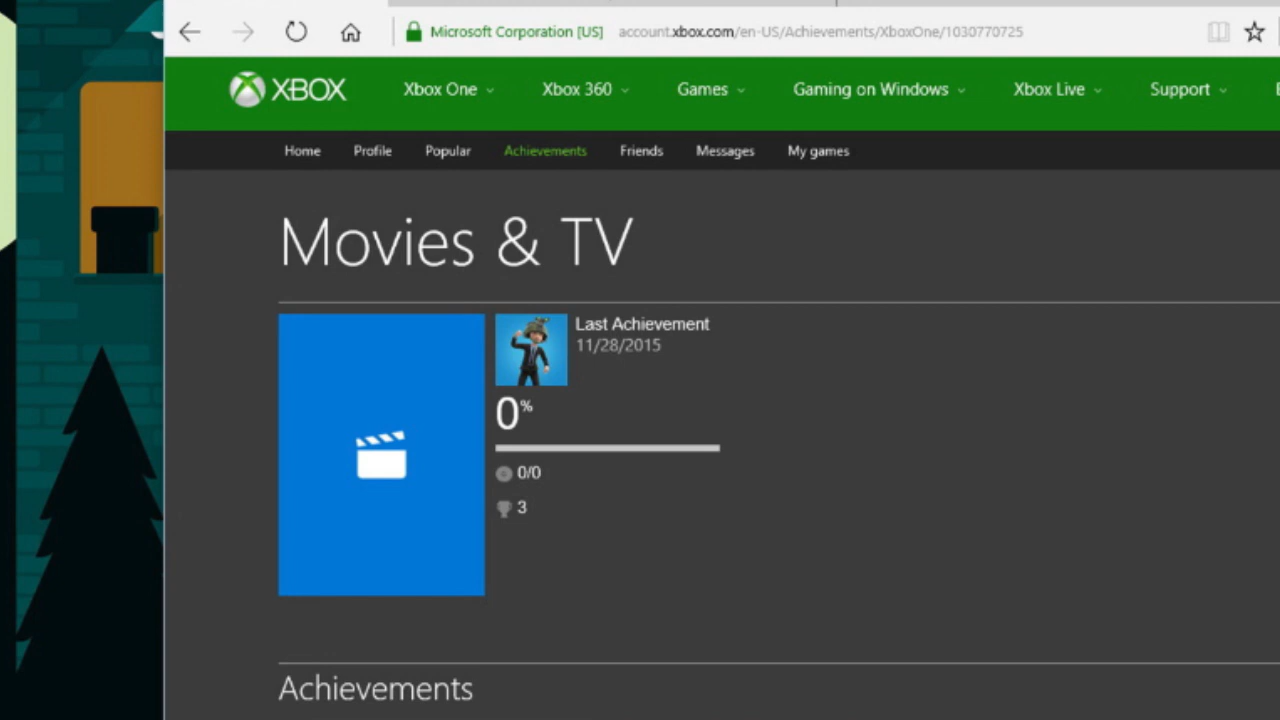 Microsoft Corporation [US] account.xbox.com/en-US/Achievements/XboxOne/1030770725
XBOX Xbox One Xbox 360 Games Gaming on Windows Xbox Live Support
Home Profile Popular Achievements Friends Messages My games
Movies & TV
Last Achievement
11/28/2015
0%
0/0
3
Achievements